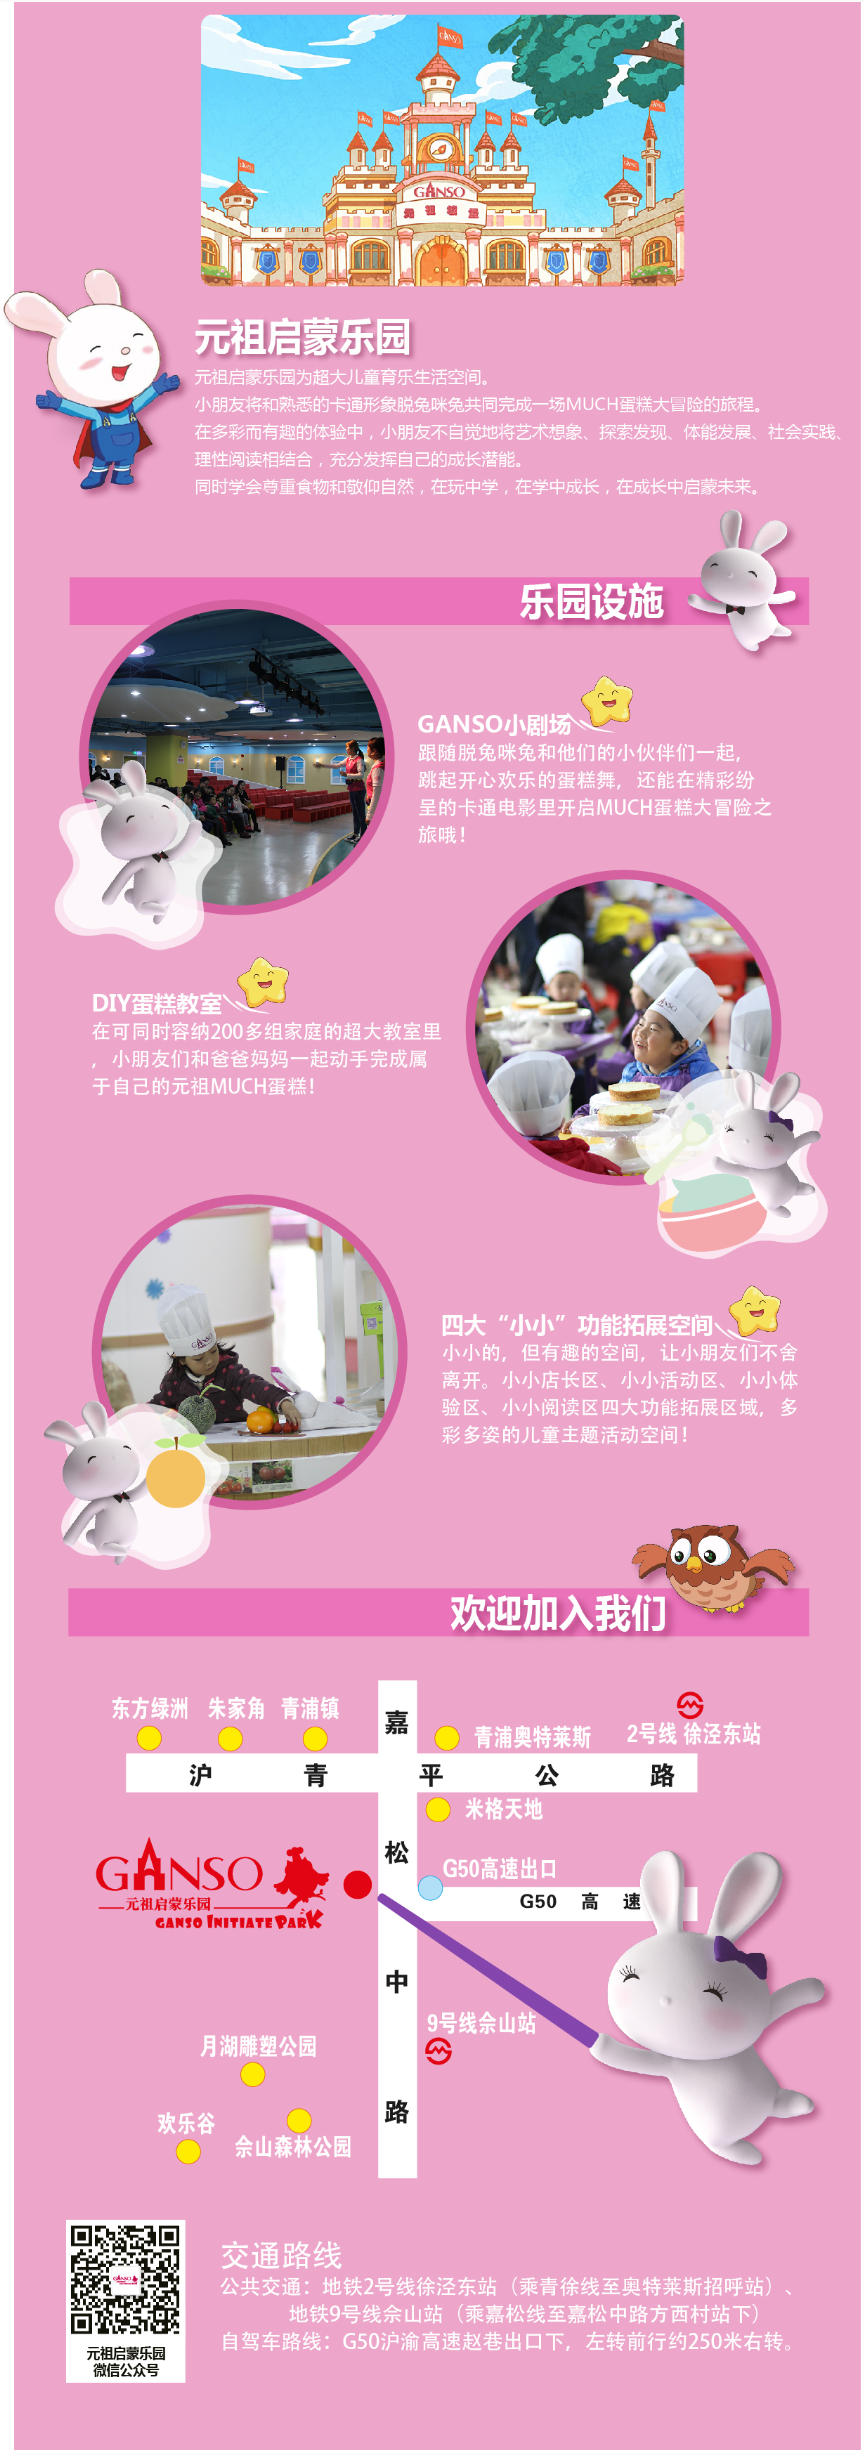 GANSO
GANSO
元祖梦世界
元祖启蒙乐园
元祖启蒙乐园为超大儿童育乐生活空间。
小朋友将和熟悉的卡通形象脱兔咪兔共同完成一场MUCH蛋糕大冒险的旅程。
在多彩而有趣的体验中，小朋友不自觉地将艺术想象、探索发现、体能发展、社会实践、
理性阅读相结合，充分发挥自己的成长潜能。
同时学会尊重食物和敬仰自然，在玩中学，在学中成长，在成长中启蒙未来。
乐园设施
GANSO小剧场
跟随脱兔咪兔和他们的小伙伴们一起，
跳起开心欢乐的蛋糕舞，还能在精彩纷
呈的卡通电影里开启MUCH蛋糕大冒险之
旅哦！
DIY蛋糕教室
在可同时容纳200多组家庭的超大教室里
，小朋友们和爸爸妈妈一起动手完成属
于自己的元祖MUCH蛋糕！
GANSO
GANSO
四大“小小”功能拓展空间
小小的，但有趣的空间，让小朋友们不舍
离开。小小店长区、小小活动区、小小体
验区、小小阅读区四大功能拓展区域，多
彩多姿的儿童主题活动空间！
欢迎加入我们
东方绿洲 朱家角 青浦镇
青浦奥特莱斯
2号线 徐泾东站
沪青平公路
米格天地
嘉松中路
G50高速出口
G50 高 速
GANSO
元祖启蒙乐园
GANSO INITIATE PARK
9号线佘山站
月湖雕塑公园
欢乐谷
佘山森林公园
交通路线
公共交通：地铁2号线徐泾东站（乘青徐线至奥特莱斯招呼站）、
地铁9号线佘山站（乘嘉松线至嘉松中路方西村站下）
自驾车路线：G50沪渝高速赵巷出口下，左转前行约250米右转。
元祖启蒙乐园
微信公众号